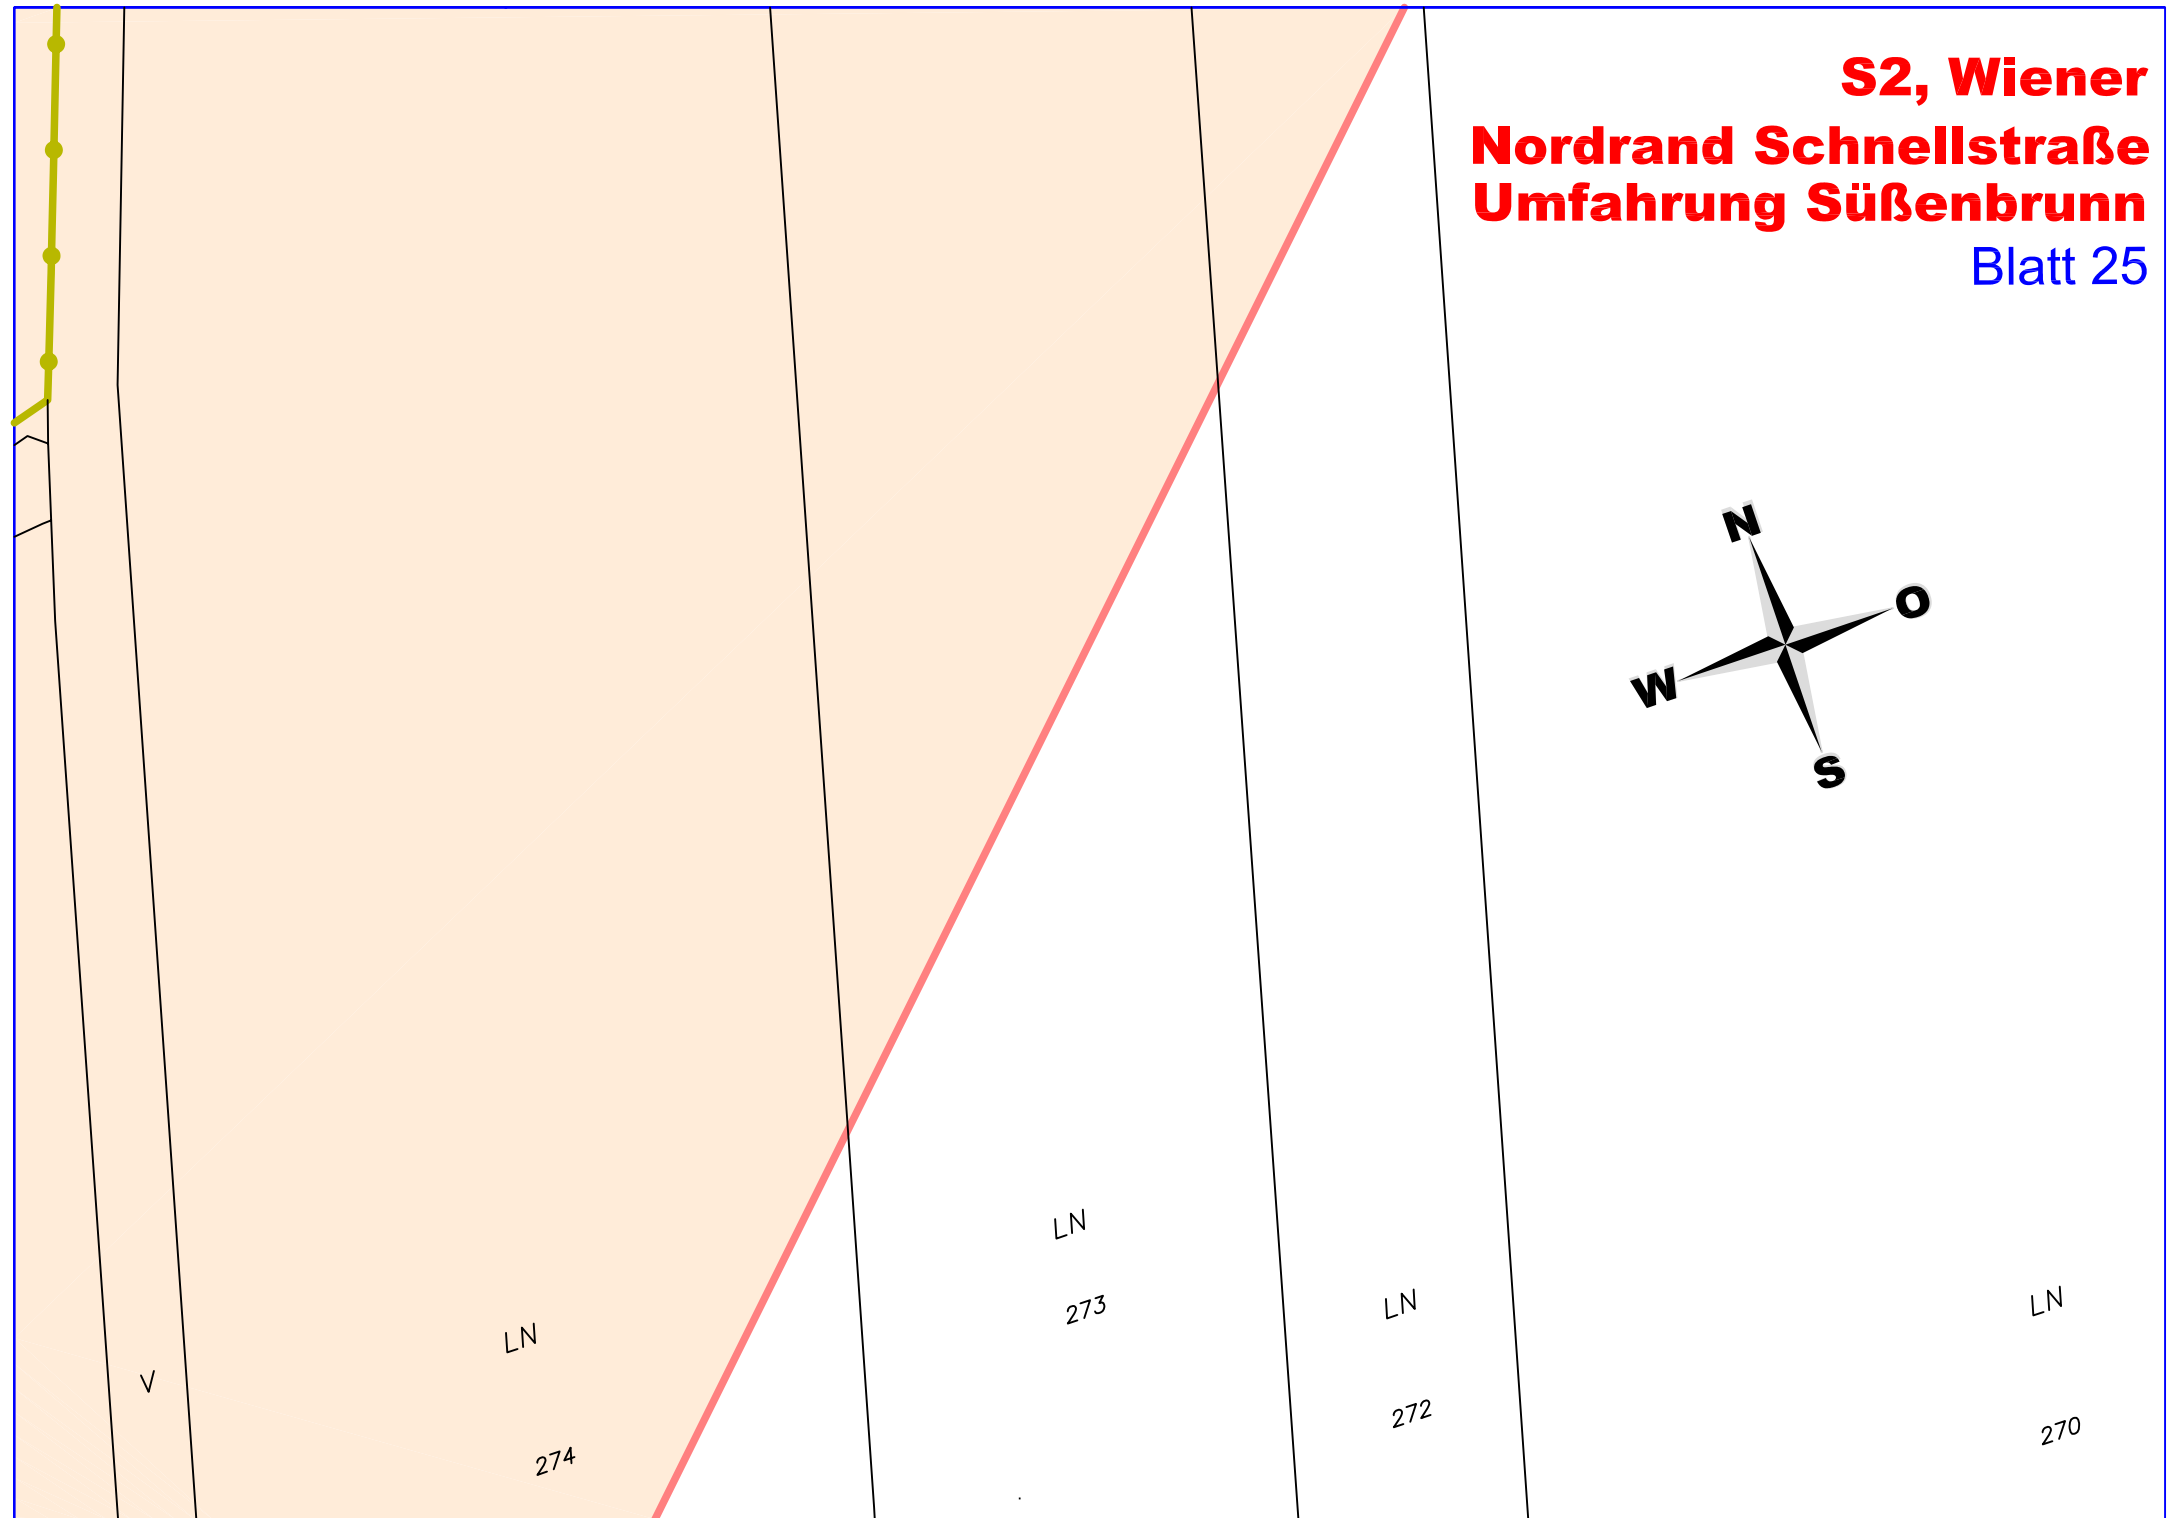 S2, Wiener
Nordrand Schnellstraße
Umfahrung Süßenbrunn
Blatt 25
N
O
W
S
LN
273
LN
272
LN
270
LN
274
V